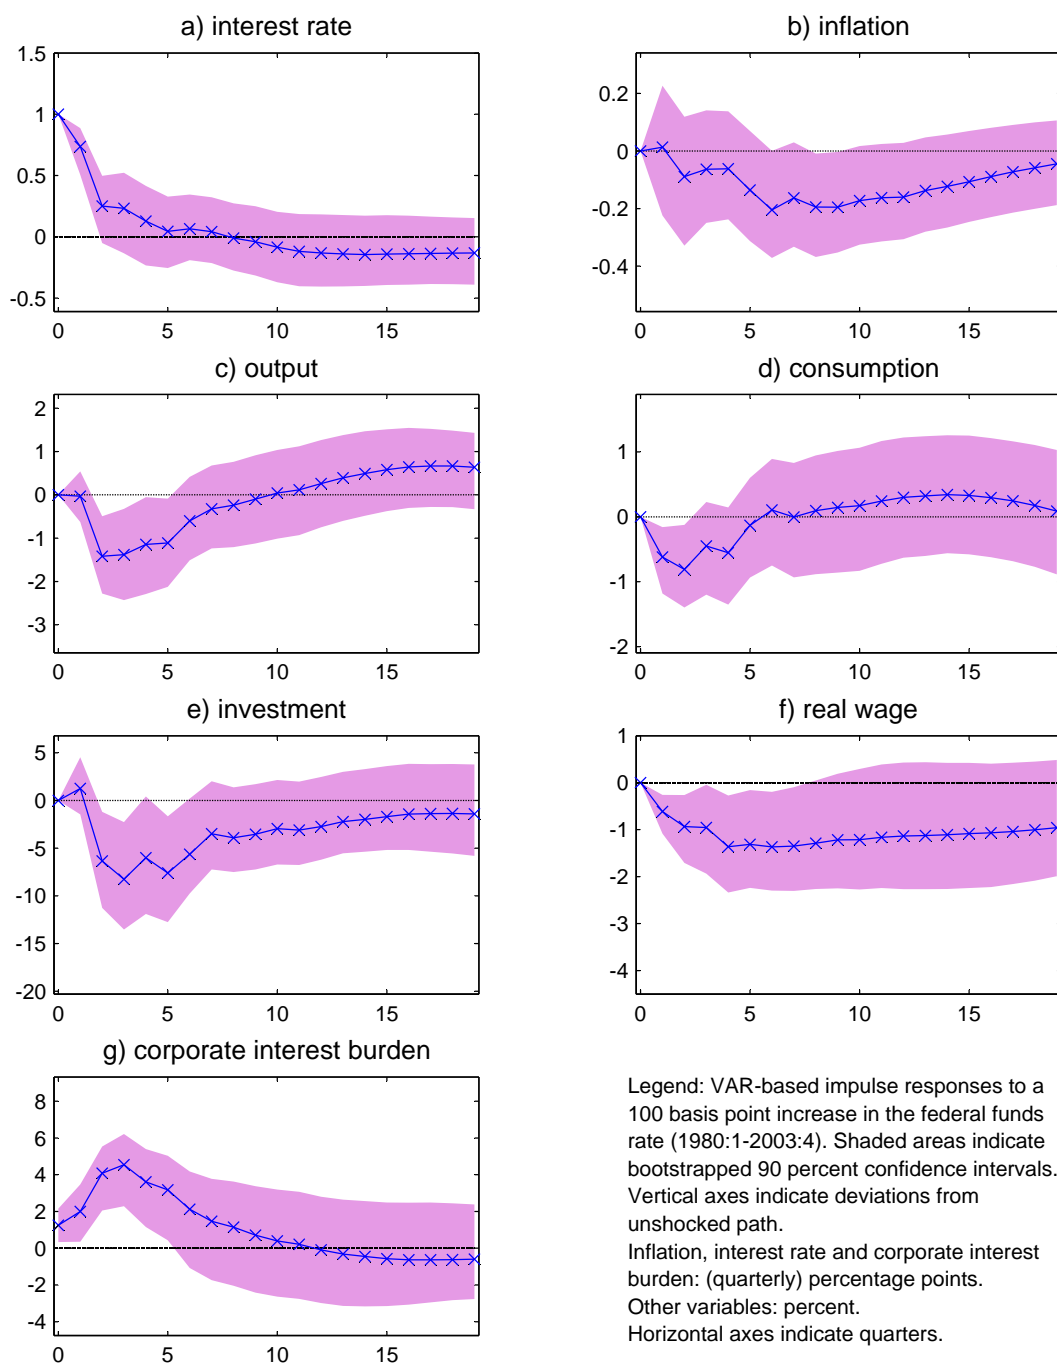 a) interest rate
1.5
1
0.5
0
-0.5
0 5 10 15
b) inflation
0.2
0
-0.2
-0.4
0 5 10 15
c) output
2
1
0
-1
-2
-3
0 5 10 15
d) consumption
1
0
-1
-2
0 5 10 15
e) investment
5
0
-5
-10
-15
-20
0 5 10 15
f) real wage
1
0
-1
-2
-3
-4
0 5 10 15
g) corporate interest burden
8
6
4
2
0
-2
-4
0 5 10 15
Legend: VAR-based impulse responses to a
100 basis point increase in the federal funds
rate (1980:1-2003:4). Shaded areas indicate
bootstrapped 90 percent confidence intervals.
Vertical axes indicate deviations from
unshocked path.
Inflation, interest rate and corporate interest
burden: (quarterly) percentage points.
Other variables: percent.
Horizontal axes indicate quarters.